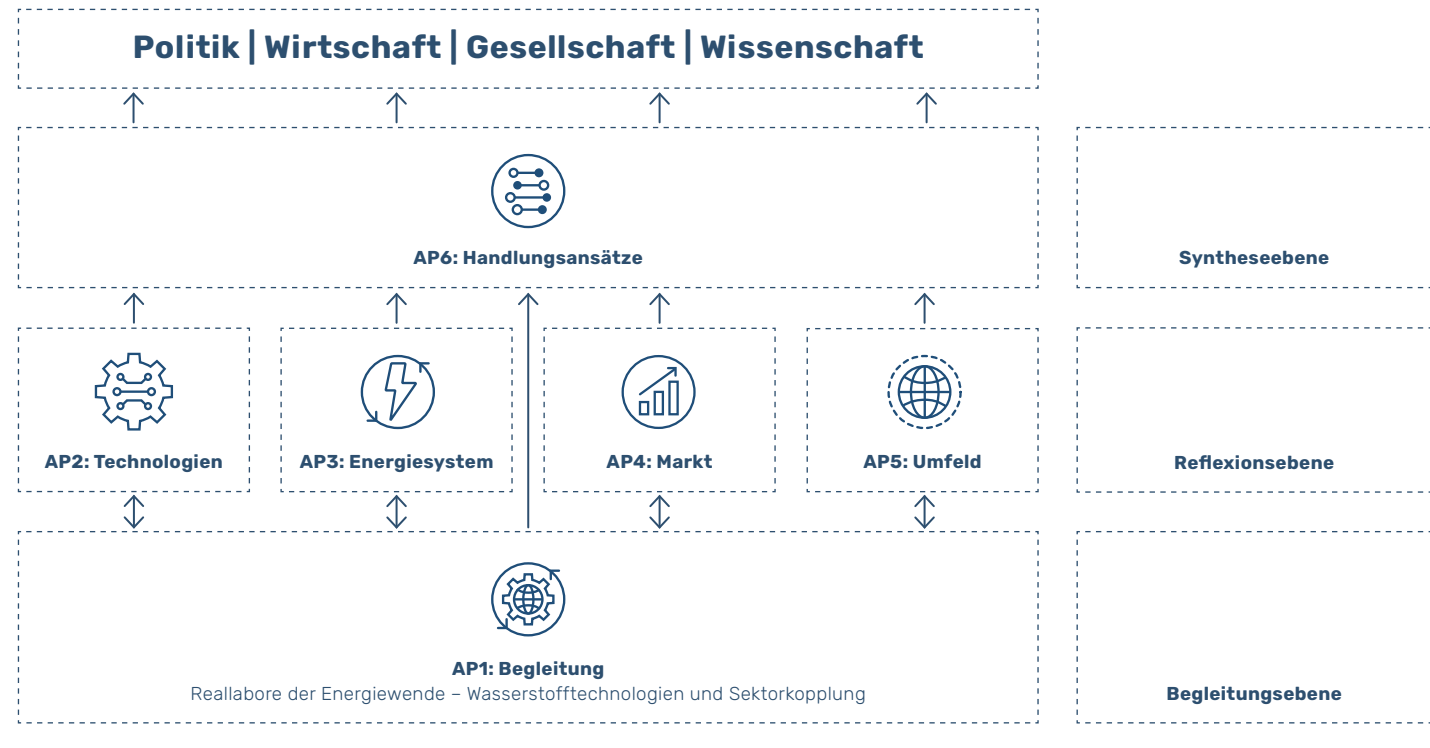 Politik | Wirtschaft | Gesellschaft | Wissenschaft
AP6: Handlungsansätze
Syntheseebene
AP2: Technologien
AP3: Energiesystem
AP4: Markt
AP5: Umfeld
Reflexionsebene
AP1: Begleitung
Reallabore der Energiewende – Wasserstofftechnologien und Sektorkopplung
Begleitungsebene